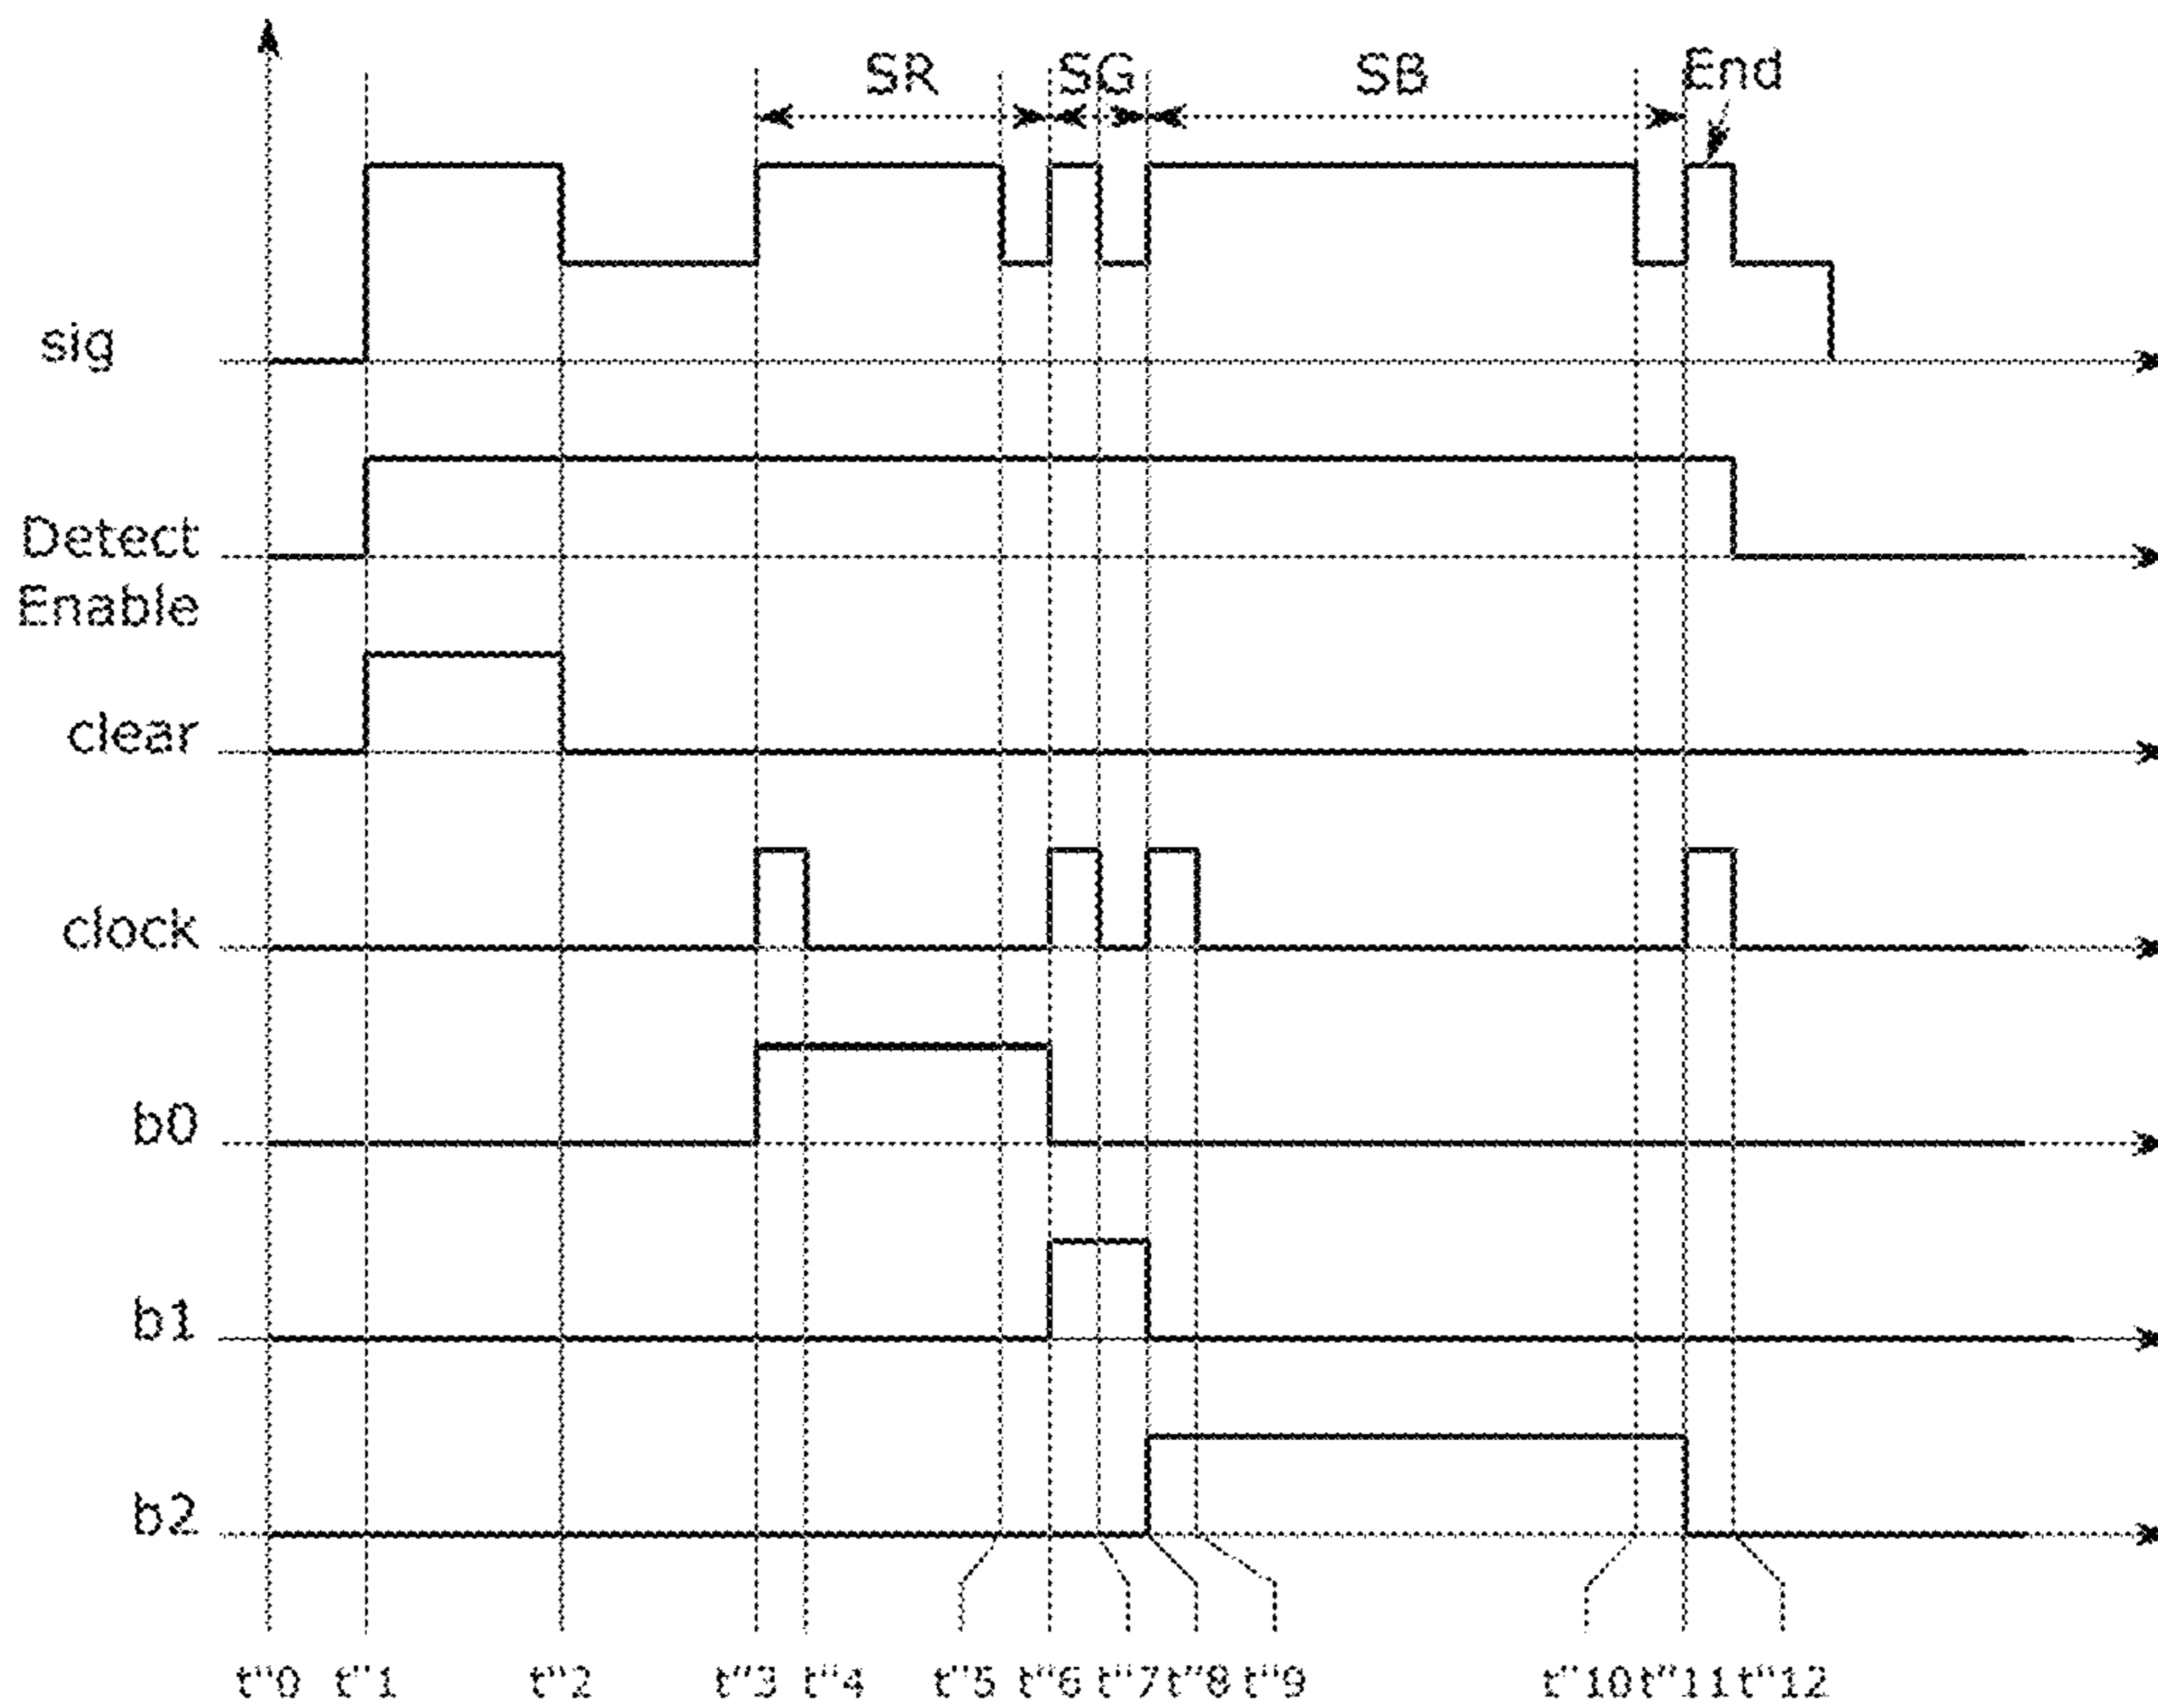 SR SG SB End
sig
Detect
Enable
clear
clock
b0
b1
b2
t"0 t"1 t"2 t"3 t"4 t"5 t"6 t"7 t"8 t"9 t"10 t"11 t"12